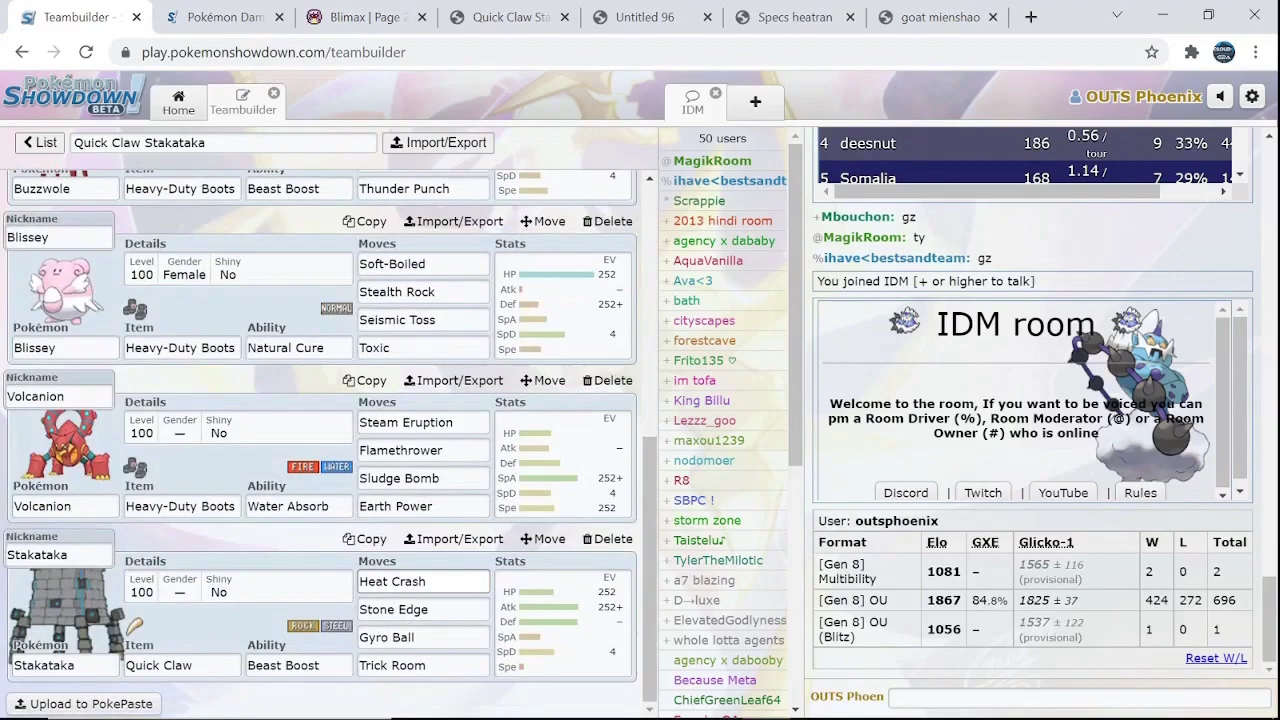 Teambuilder -
Pokémon Dam
Blimax | Page 2
Quick Claw Sta
Untitled 96
Specs heatran
goat mienshao
play.pokemonshowdown.com/teambuilder
Pokémon
SHOWDOWN!
BETA
Home
Teambuilder
IDM
OUTS Phoenix
List
Quick Claw Stakataka
Import/Export
Pokémon
Buzzwole
Heavy-Duty Boots
Beast Boost
Thunder Punch
SpD 4
Spe
Nickname
Blissey
Copy Import/Export Move Delete
Details
Moves
Stats
Level Gender Shiny
100 Female No
NORMAL
Pokémon Item Ability
Blissey
Heavy-Duty Boots
Natural Cure
Soft-Boiled
Stealth Rock
Seismic Toss
Toxic
EV
HP 252
Atk –
Def 252+
SpA
SpD 4
Spe
Nickname
Volcanion
Copy Import/Export Move Delete
Details
Moves
Stats
Level Gender Shiny
100 — No
FIRE WATER
Pokémon Item Ability
Volcanion
Heavy-Duty Boots
Water Absorb
Steam Eruption
Flamethrower
Sludge Bomb
Earth Power
EV
HP
Atk –
Def
SpA 252+
SpD 4
Spe 252
Nickname
Stakataka
Copy Import/Export Move Delete
Details
Moves
Stats
Level Gender Shiny
100 — No
ROCK STEEL
Pokémon Item Ability
Stakataka
Quick Claw
Beast Boost
Heat Crash
Stone Edge
Gyro Ball
Trick Room
EV
HP 252
Atk 252+
Def –
SpA
SpD 4
Spe
Upload to PokePaste
50 users
@MagikRoom
%ihave<bestsandt
* Scrappie
+ 2013 hindi room
+ agency x dababy
+ AquaVanilla
+ Ava<3
+ bath
+ cityscapes
+ forestcave
+ Frito135 ♡
+ im tofa
+ King Billu
+ Lezzz_goo
+ maxou1239
+ nodomoer
+ R8
+ SBPC !
+ storm zone
+ Taistelu♪
+ TylerTheMilotic
+ a7 blazing
+ D→luxe
+ ElevatedGodlyness
+ whole lotta agents
+ agency x dabooby
+ Because Meta
+ ChiefGreenLeaf64
4 deesnut 186 0.56 / tour 9 33% 4
5 Somalia 168 1.14 / 7 29% 1
+Mbouchon: gz
@MagikRoom: ty
%ihave<bestsandteam: gz
You joined IDM [+ or higher to talk]
IDM room
Welcome to the room, If you want to be voiced you can
pm a Room Driver (%), Room Moderator (@) or a Room
Owner (#) who is online
Discord | Twitch | YouTube | Rules
User: outsphoenix
Format Elo GXE Glicko-1 W L Total
[Gen 8] Multibility 1081 – 1565 ± 116 (provisional) 2 0 2
[Gen 8] OU 1867 84.8% 1825 ± 37 424 272 696
[Gen 8] OU (Blitz) 1056 – 1537 ± 122 (provisional) 1 0 1
Reset W/L
OUTS Phoen